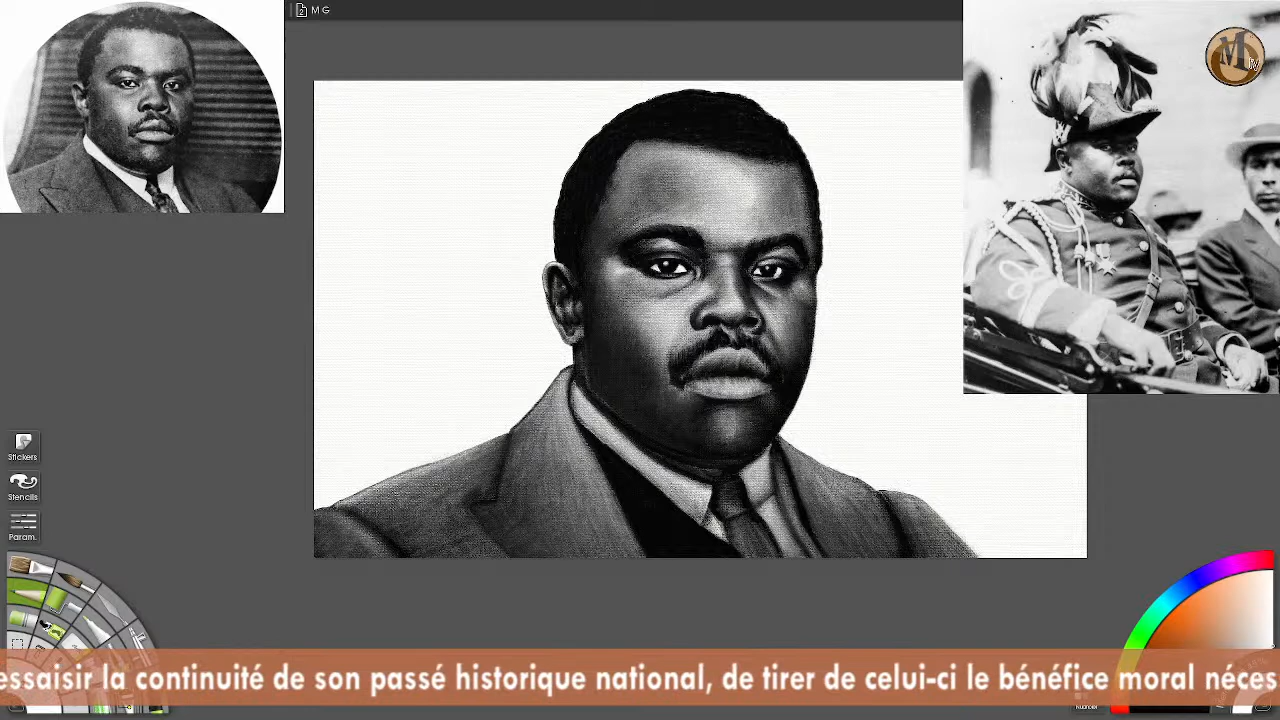 M G
Stickers
Stencils
Param.
essaisir la continuité de son passé historique national, de tirer de celui-ci le bénéfice moral néces